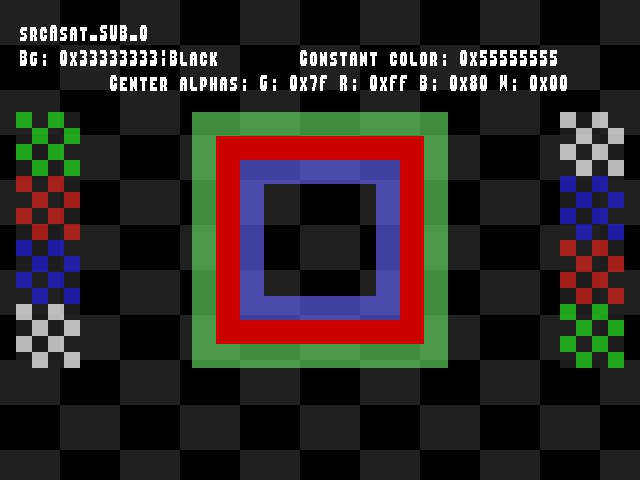 srcAsat_SUB_0
Bg: 0x33333333¦Black Constant color: 0x55555555
Center alphas: G: 0x7F R: 0xFF B: 0x80 W: 0x00